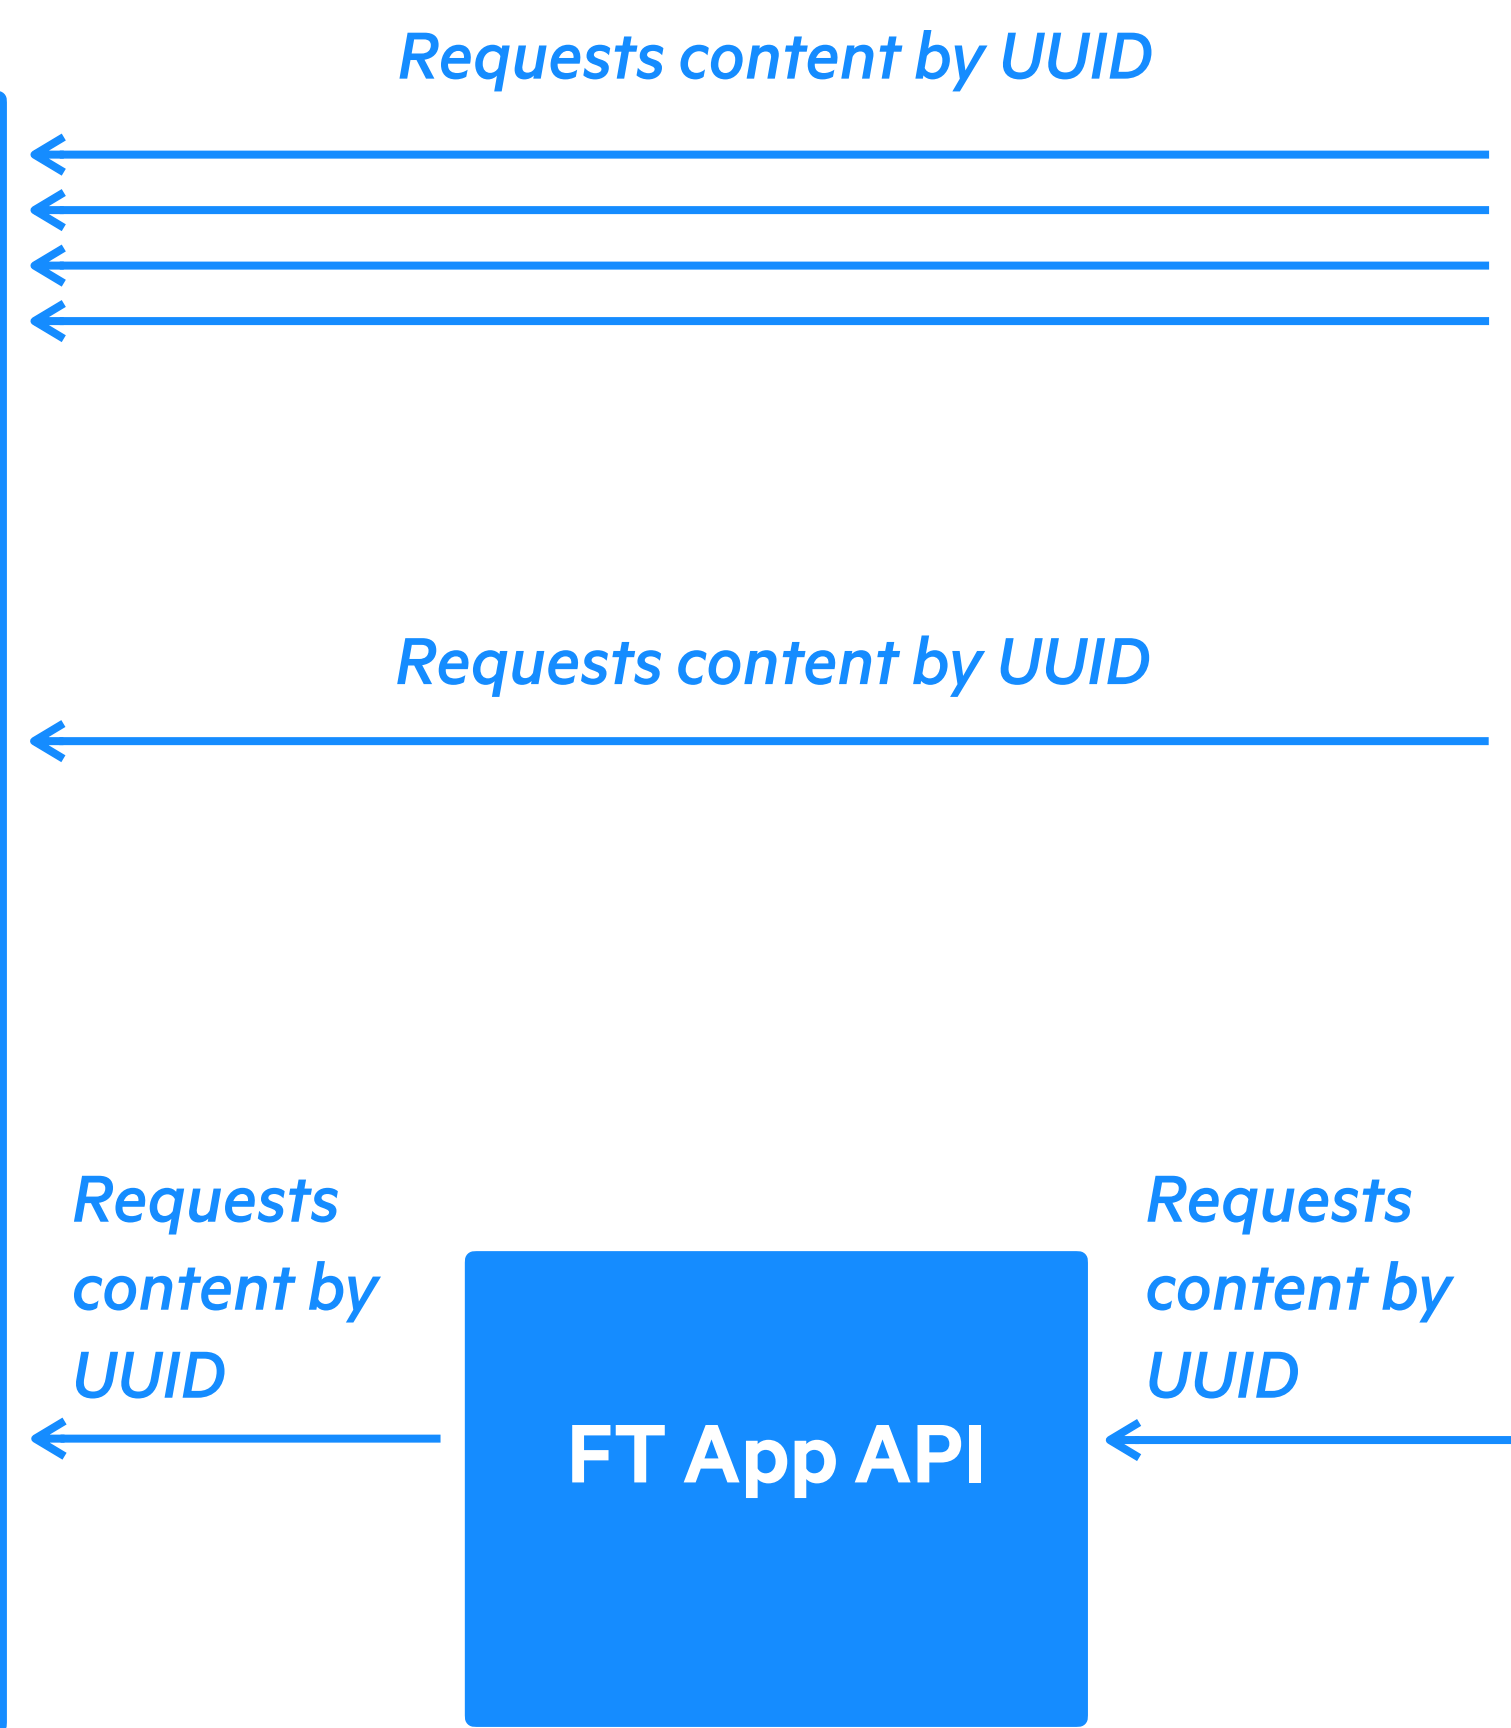 Requests content by UUID
Requests content by UUID
Requests
content by
UUID
FT App API
Requests
content by
UUID